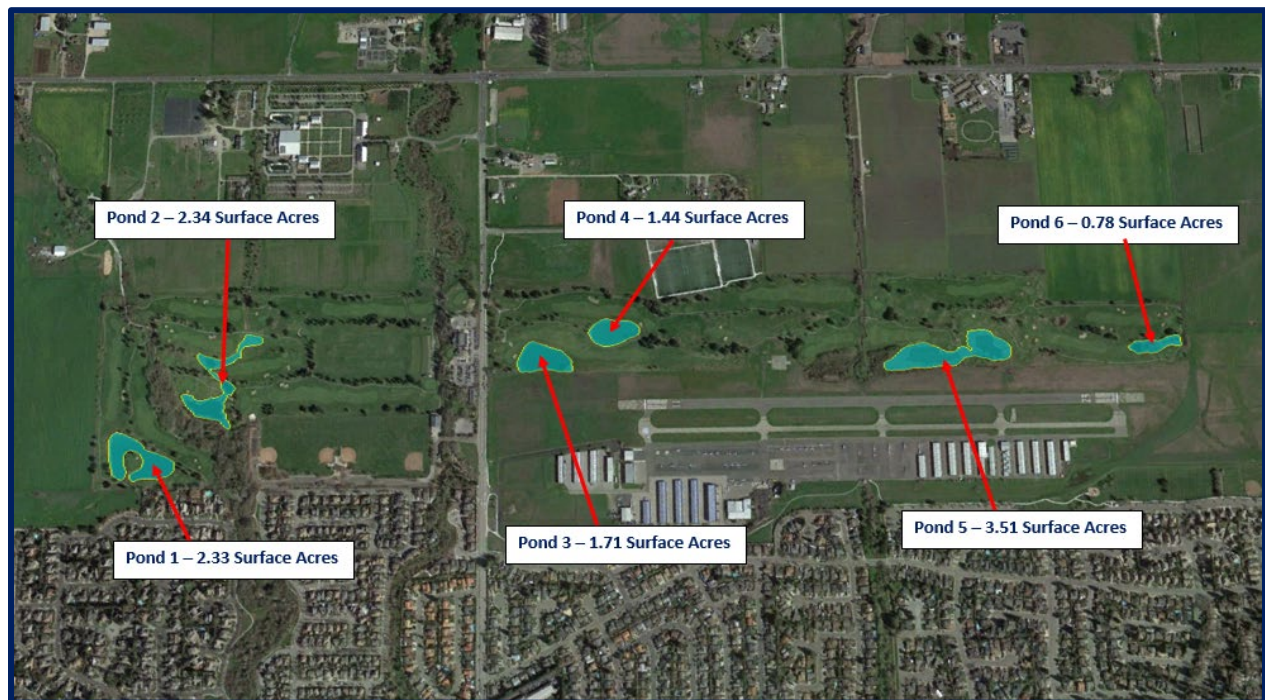 Pond 2 – 2.34 Surface Acres
Pond 4 – 1.44 Surface Acres
Pond 6 – 0.78 Surface Acres
Pond 1 – 2.33 Surface Acres
Pond 3 – 1.71 Surface Acres
Pond 5 – 3.51 Surface Acres